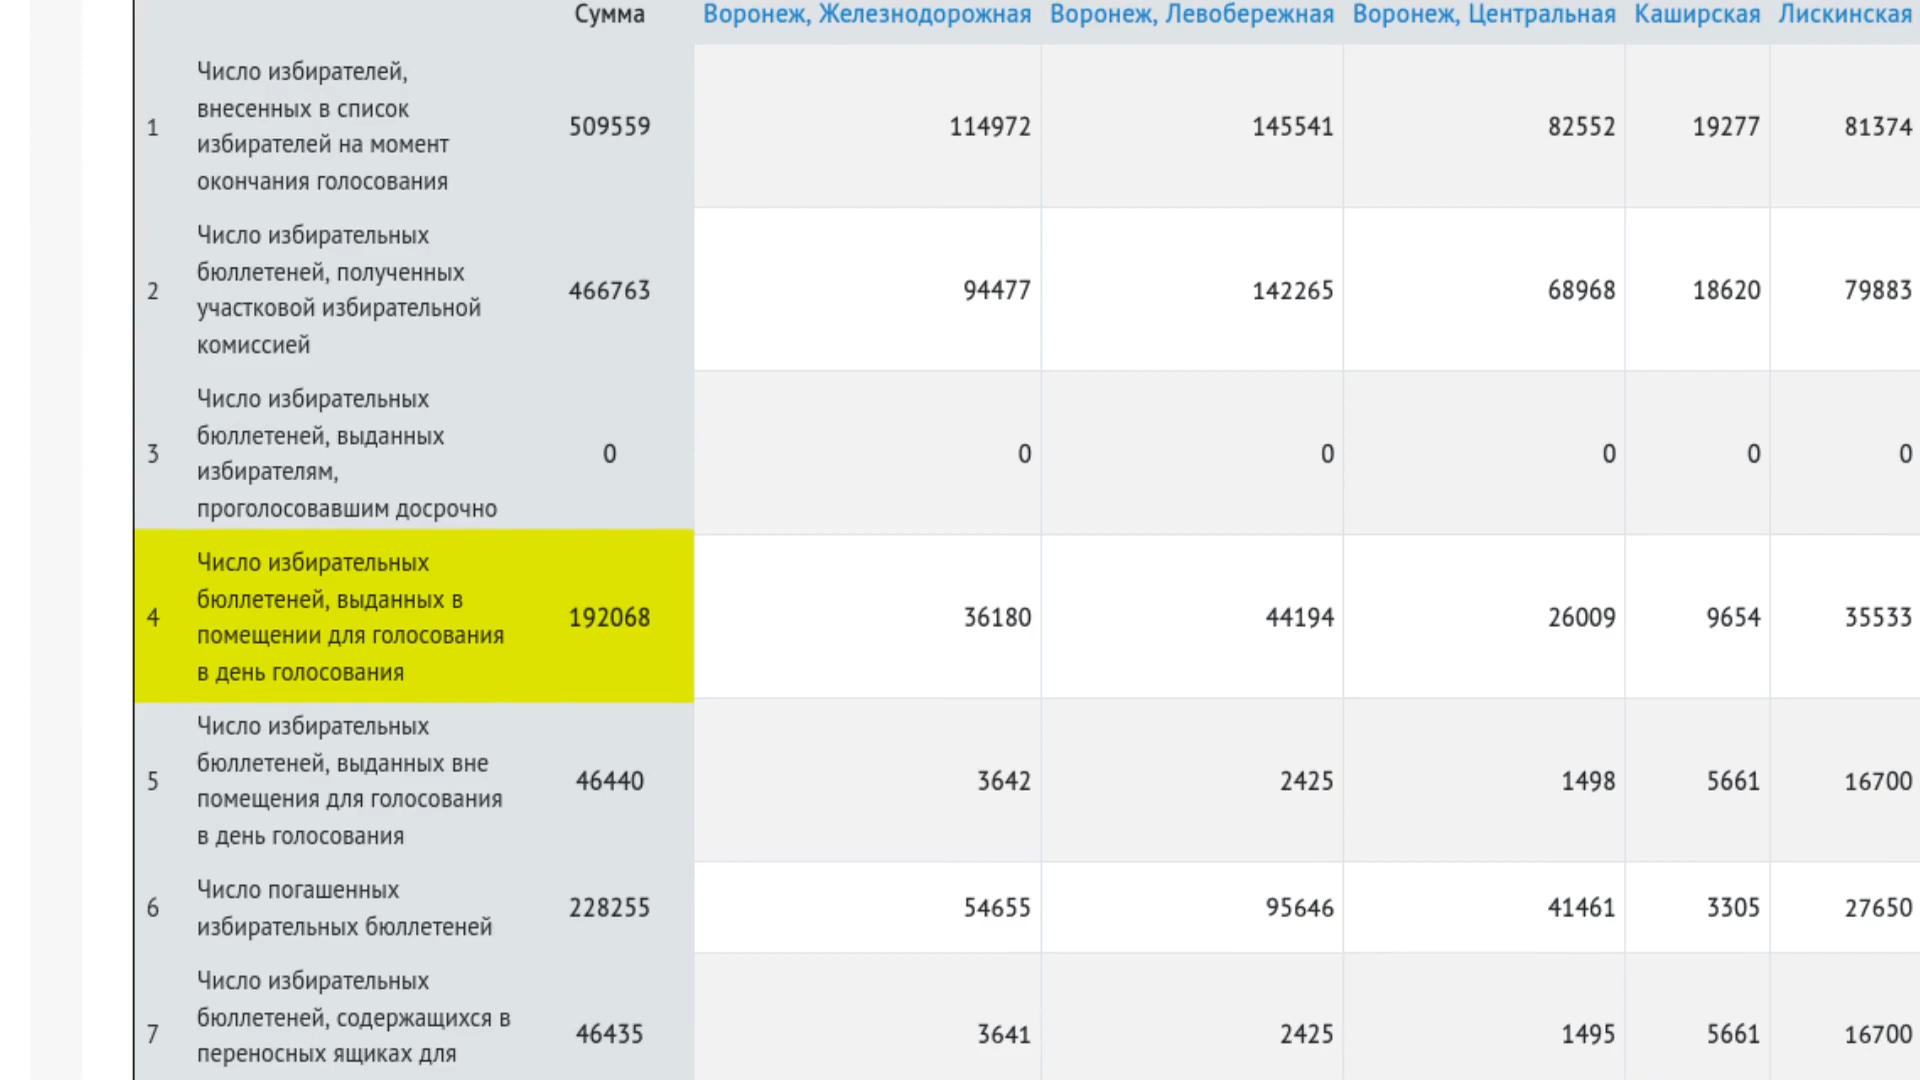 Сумма Воронеж, Железнодорожная Воронеж, Левобережная Воронеж, Центральная Каширская Лискинская
1 Число избирателей, внесенных в список избирателей на момент окончания голосования 509559 114972 145541 82552 19277 81374
2 Число избирательных бюллетеней, полученных участковой избирательной комиссией 466763 94477 142265 68968 18620 79883
3 Число избирательных бюллетеней, выданных избирателям, проголосовавшим досрочно 0 0 0 0 0 0
4 Число избирательных бюллетеней, выданных в помещении для голосования в день голосования 192068 36180 44194 26009 9654 35533
5 Число избирательных бюллетеней, выданных вне помещения для голосования в день голосования 46440 3642 2425 1498 5661 16700
6 Число погашенных избирательных бюллетеней 228255 54655 95646 41461 3305 27650
7 Число избирательных бюллетеней, содержащихся в переносных ящиках для 46435 3641 2425 1495 5661 16700